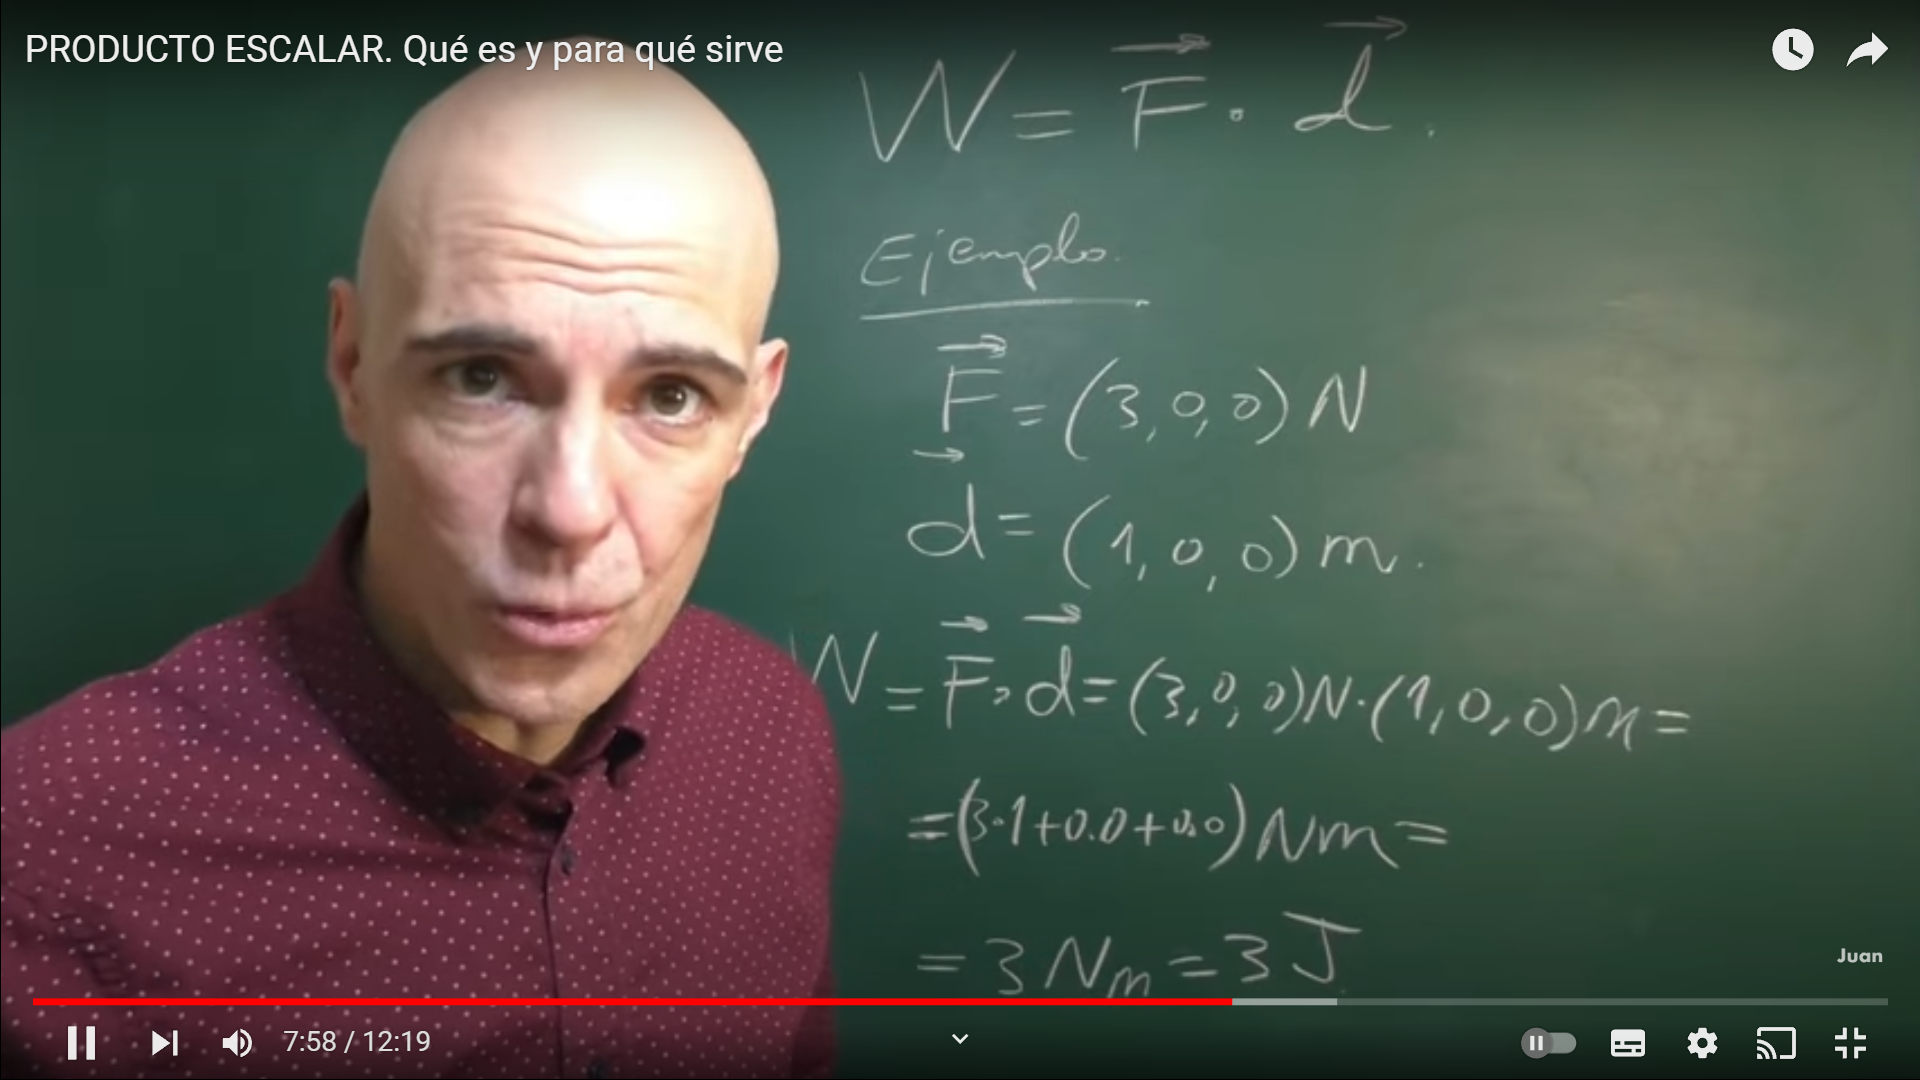 PRODUCTO ESCALAR. Qué es y para qué sirve
W = F · d.
Ejemplo.
F = (3,0,0) N
d = (1,0,0) m.
W = F · d = (3,0,0)N · (1,0,0) m =
= (3·1+0·0+0·0) Nm =
= 3 Nm = 3 J
Juan
7:58 / 12:19